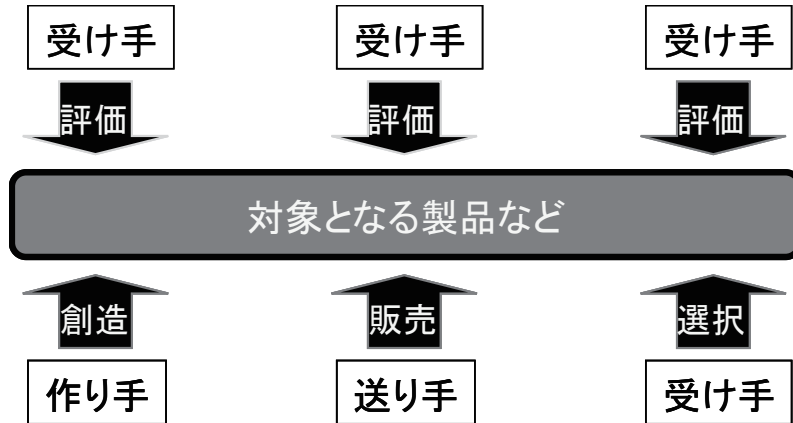 受け手 受け手 受け手
評価 評価 評価
対象となる製品など
創造 販売 選択
作り手 送り手 受け手